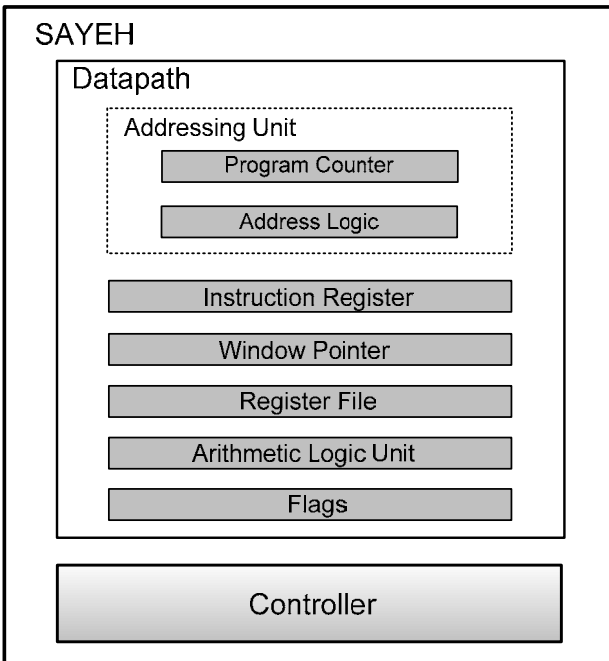 SAYEH
Datapath
Addressing Unit
Program Counter
Address Logic
Instruction Register
Window Pointer
Register File
Arithmetic Logic Unit
Flags
Controller